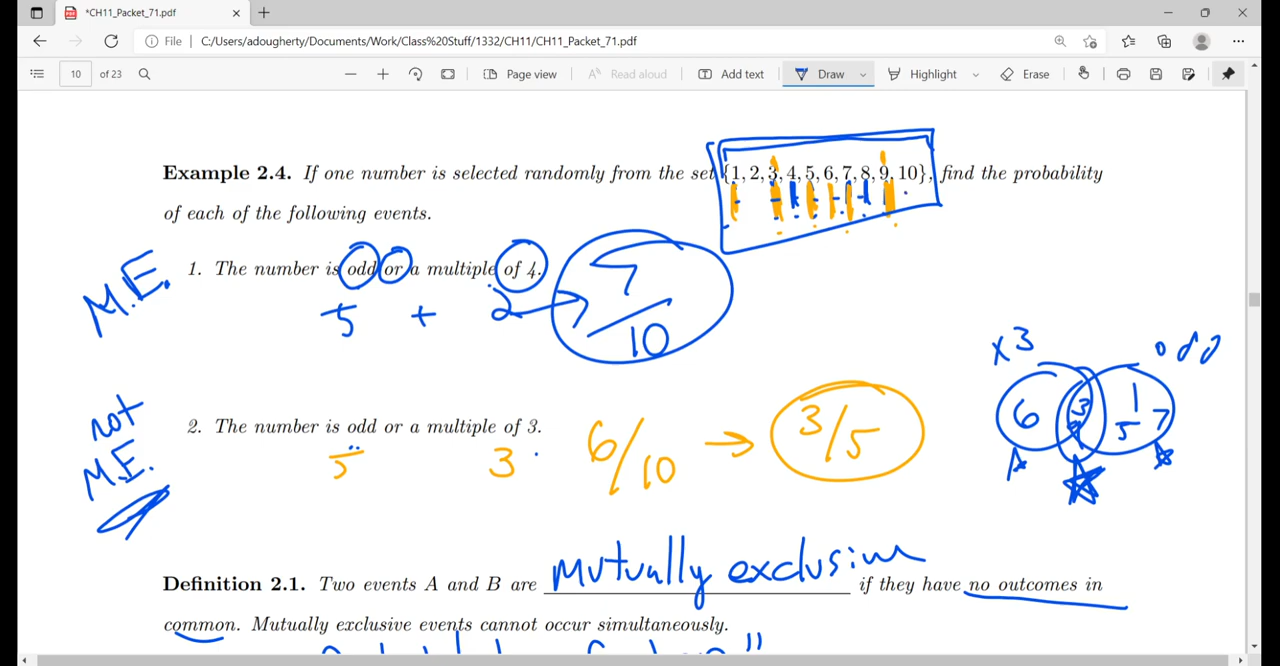 *CH11_Packet_71.pdf
File C:/Users/adougherty/Documents/Work/Class%20Stuff/1332/CH11/CH11_Packet_71.pdf
10 of 23 Page view Read aloud Add text Draw Highlight Erase
Example 2.4. If one number is selected randomly from the set {1, 2, 3, 4, 5, 6, 7, 8, 9, 10}, find the probability
of each of the following events.
M.E.
1. The number is odd or a multiple of 4.
5 + 2 → 7/10
x3 odd
6 3 9 1 5 7
not
M.E.
2. The number is odd or a multiple of 3.
5 3 6/10 → 3/5
Definition 2.1. Two events A and B are mutually exclusive if they have no outcomes in
common. Mutually exclusive events cannot occur simultaneously.